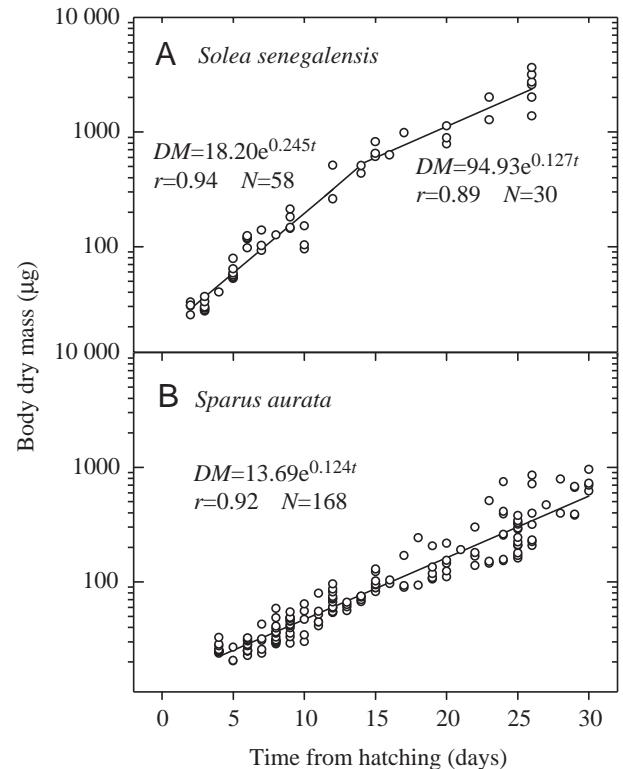 10 000
A Solea senegalensis
1000
DM=18.20e^0.245t
r=0.94 N=58
DM=94.93e^0.127t
r=0.89 N=30
100
10 000
B Sparus aurata
1000
DM=13.69e^0.124t
r=0.92 N=168
100
Body dry mass (µg)
0 5 10 15 20 25 30
Time from hatching (days)